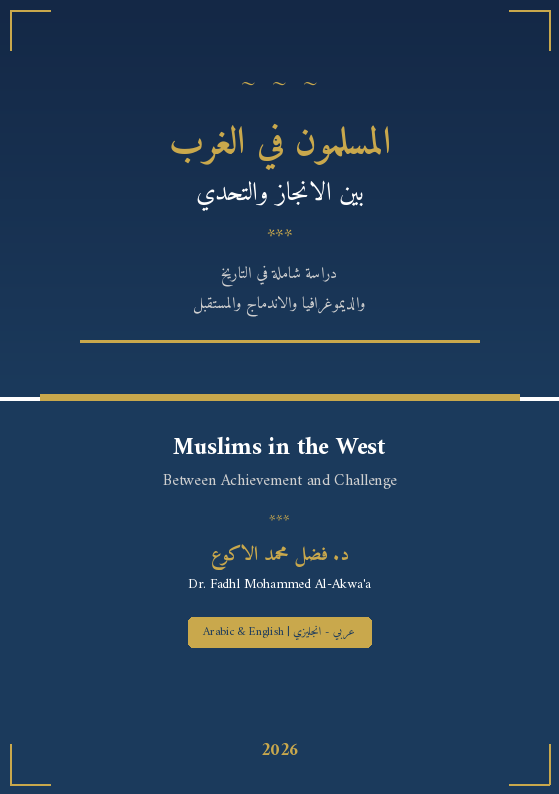 ~ ~ ~
المسلمون في الغرب
بين الانجاز والتحدي
***
دراسة شاملة في التاريخ
والديموغرافيا والاندماج والمستقبل
Muslims in the West
Between Achievement and Challenge
***
د. فضل محمد الاكوع
Dr. Fadhl Mohammed Al-Akwa'a
Arabic & English | عربي - انجليزي
2026